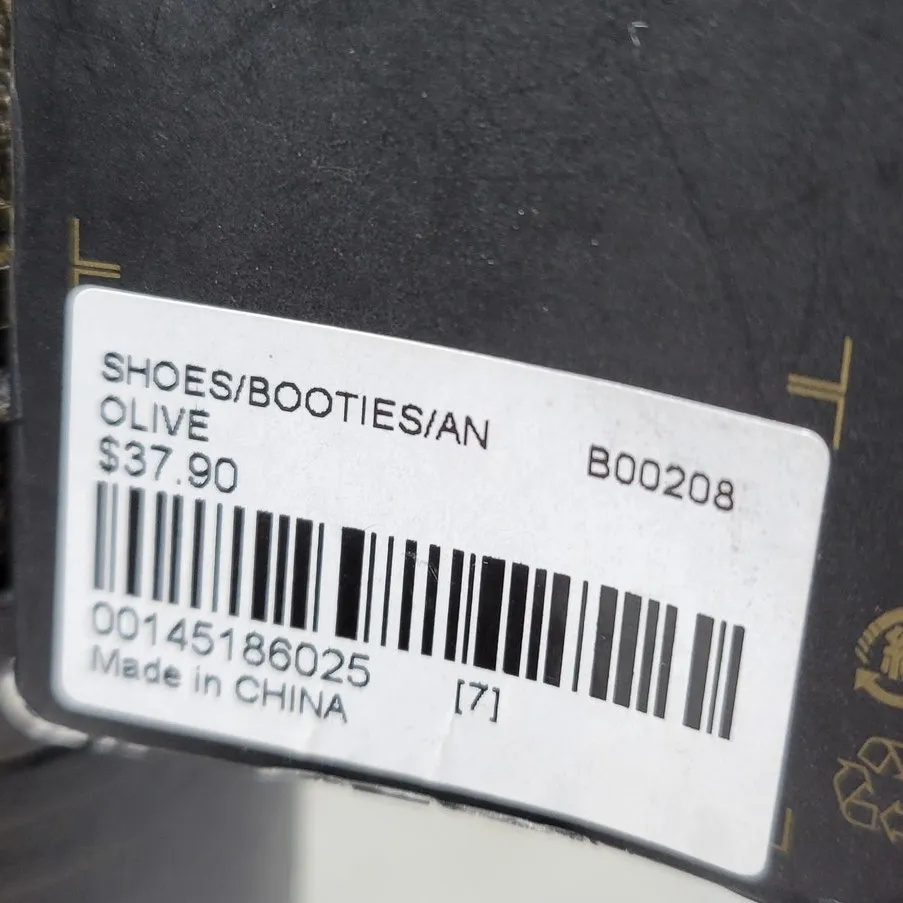 SHOES/BOOTIES/AN
OLIVE
B00208
$37.90
00145186025
Made in CHINA
[7]